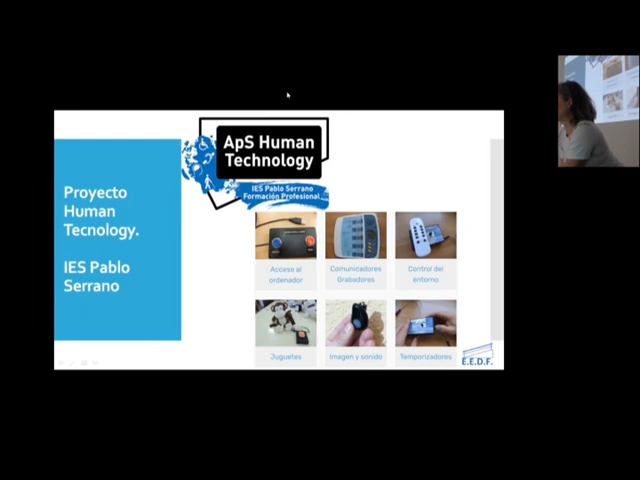 ApS Human
Technology
IES Pablo Serrano
Formación Profesional
Proyecto
Human
Tecnology.
IES Pablo
Serrano
Acceso al
ordenador
Comunicadores
Grabadores
Control del
entorno
Juguetes
Imagen y sonido
Temporizadores
E.E.D.F.